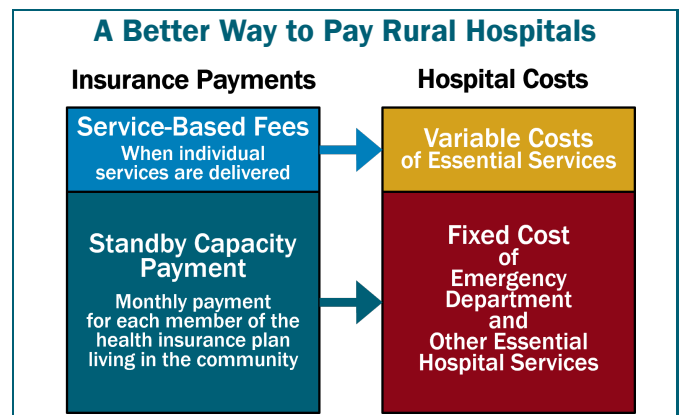 A Better Way to Pay Rural Hospitals
Insurance Payments
Hospital Costs
Service-Based Fees
When individual
services are delivered
Variable Costs
of Essential Services
Standby Capacity
Payment
Monthly payment
for each member of the
health insurance plan
living in the community
Fixed Cost
of
Emergency
Department
and
Other Essential
Hospital Services